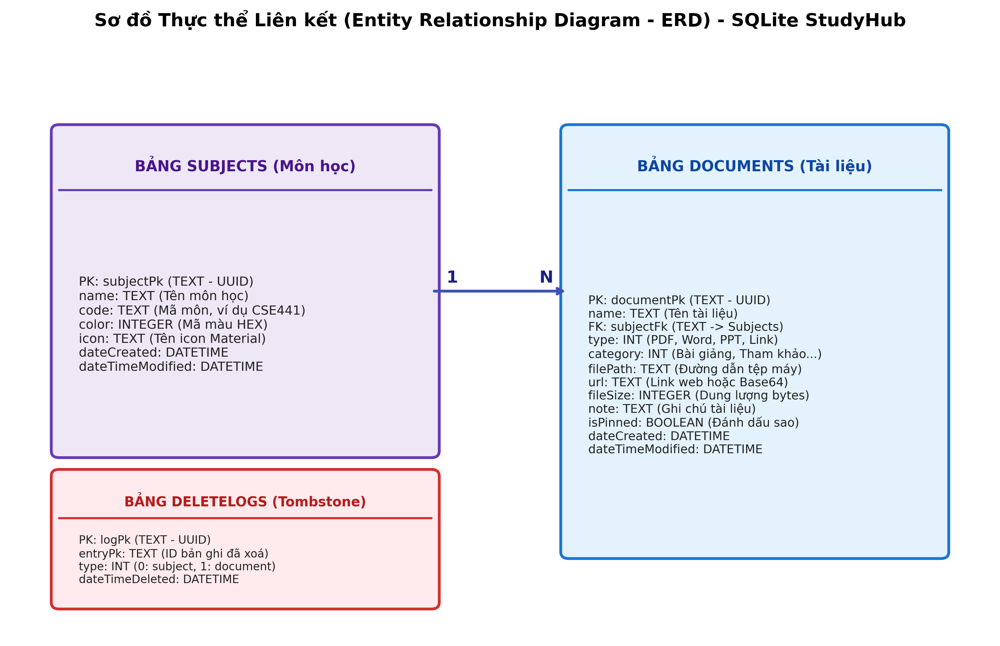 Sơ đồ Thực thể Liên kết (Entity Relationship Diagram - ERD) - SQLite StudyHub
BẢNG SUBJECTS (Môn học)
PK: subjectPk (TEXT - UUID)
name: TEXT (Tên môn học)
code: TEXT (Mã môn, ví dụ CSE441)
color: INTEGER (Mã màu HEX)
icon: TEXT (Tên icon Material)
dateCreated: DATETIME
dateTimeModified: DATETIME
1
N
BẢNG DOCUMENTS (Tài liệu)
PK: documentPk (TEXT - UUID)
name: TEXT (Tên tài liệu)
FK: subjectFk (TEXT -> Subjects)
type: INT (PDF, Word, PPT, Link)
category: INT (Bài giảng, Tham khảo...)
filePath: TEXT (Đường dẫn tệp máy)
url: TEXT (Link web hoặc Base64)
fileSize: INTEGER (Dung lượng bytes)
note: TEXT (Ghi chú tài liệu)
isPinned: BOOLEAN (Đánh dấu sao)
dateCreated: DATETIME
dateTimeModified: DATETIME
BẢNG DELETELOGS (Tombstone)
PK: logPk (TEXT - UUID)
entryPk: TEXT (ID bản ghi đã xoá)
type: INT (0: subject, 1: document)
dateTimeDeleted: DATETIME